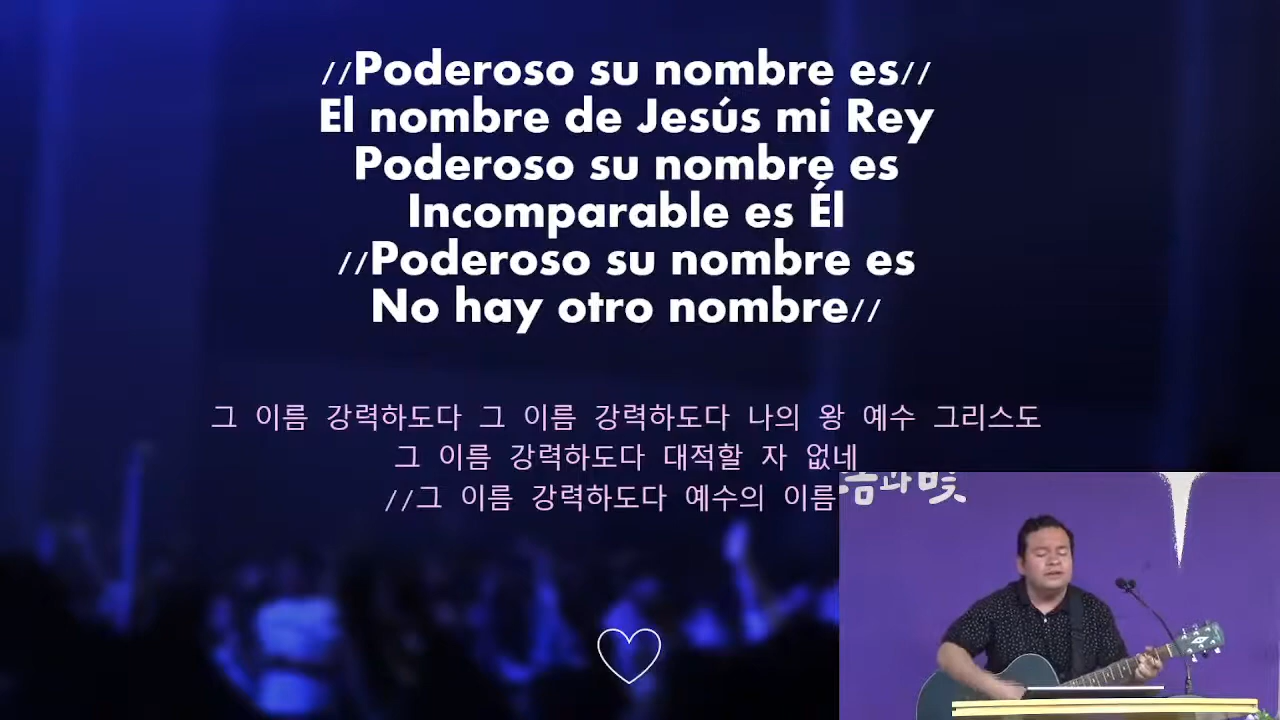 //Poderoso su nombre es//
El nombre de Jesús mi Rey
Poderoso su nombre es
Incomparable es Él
//Poderoso su nombre es
No hay otro nombre//
그 이름 강력하도다 그 이름 강력하도다 나의 왕 예수 그리스도
그 이름 강력하도다 대적할 자 없네
//그 이름 강력하도다 예수의 이름